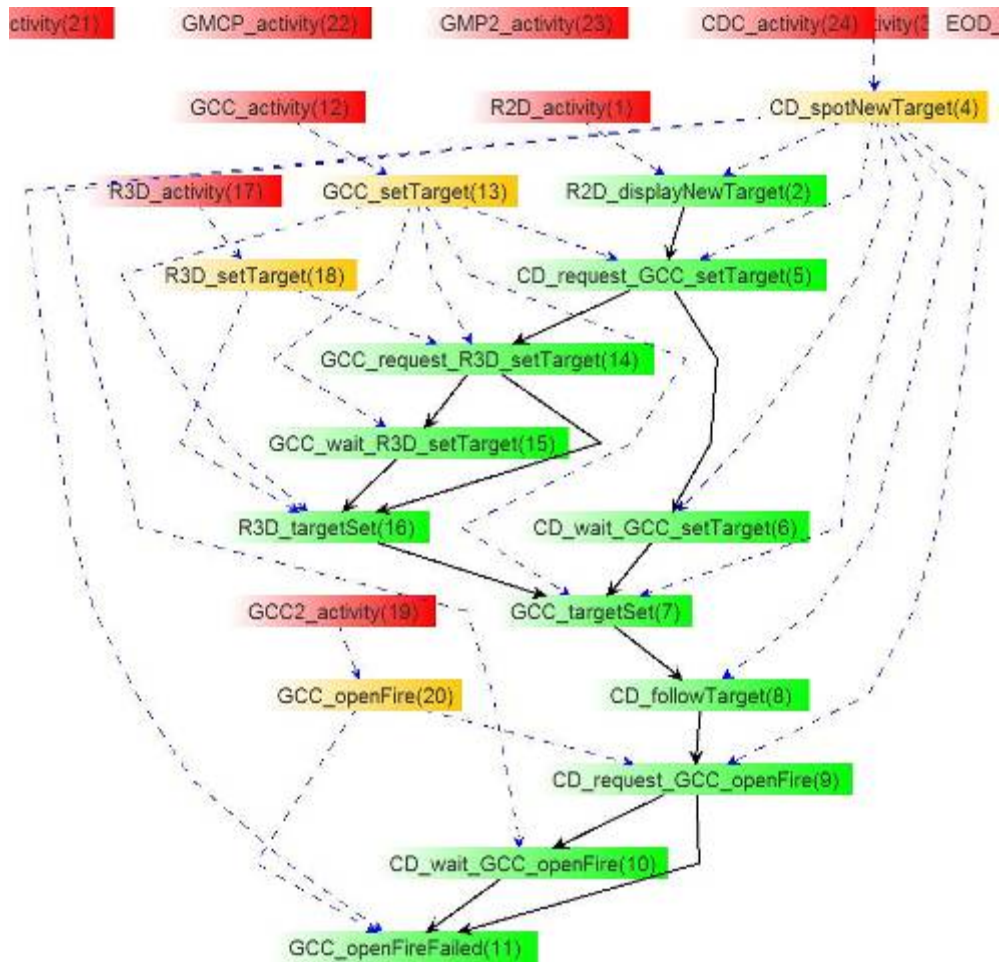 ctivity(21) GMCP_activity(22) GMP2_activity(23) CDC_activity(24) tivity(3 EOD_
GCC_activity(12) R2D_activity(1) CD_spotNewTarget(4)
R3D_activity(17) GCC_setTarget(13) R2D_displayNewTarget(2)
R3D_setTarget(18) CD_request_GCC_setTarget(5)
GCC_request_R3D_setTarget(14)
GCC_wait_R3D_setTarget(15)
R3D_targetSet(16) CD_wait_GCC_setTarget(6)
GCC2_activity(19) GCC_targetSet(7)
GCC_openFire(20) CD_followTarget(8)
CD_request_GCC_openFire(9)
CD_wait_GCC_openFire(10)
GCC_openFireFailed(11)